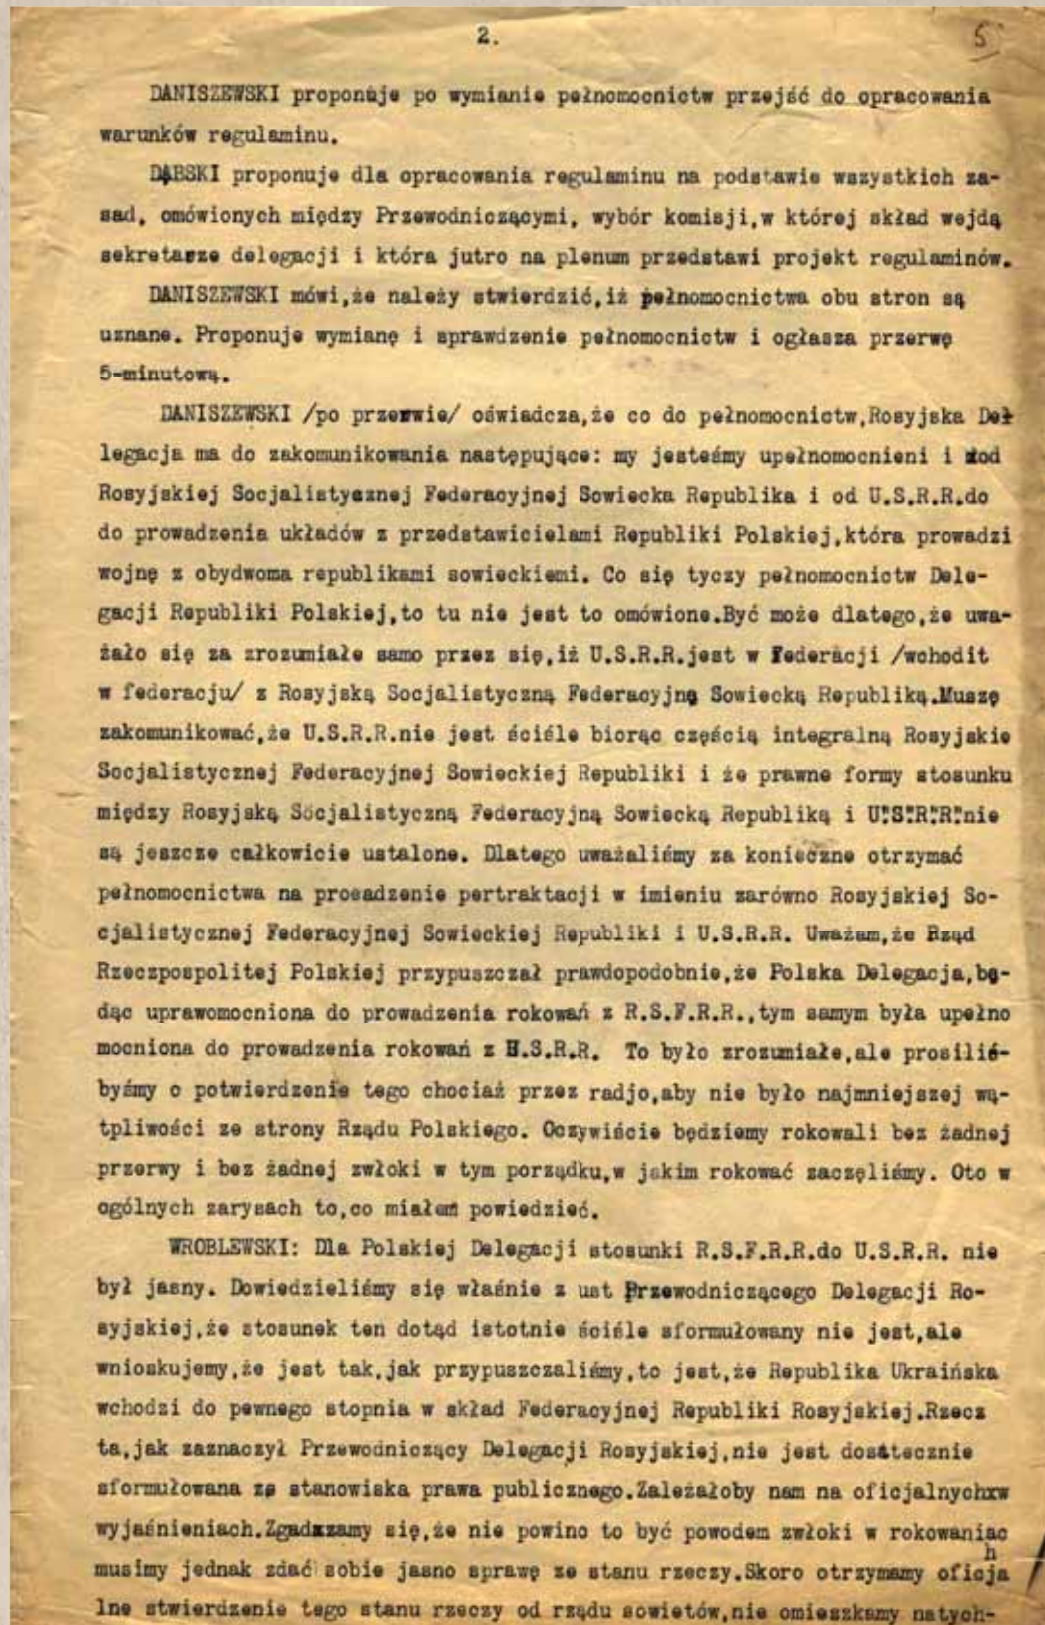 2.
5
DANISZEWSKI proponuje po wymianie pełnomocnictw przejść do opracowania
warunków regulaminu.
DĄBSKI proponuje dla opracowania regulaminu na podstawie wszystkich za-
sad, omówionych między Przewodniczącymi, wybór komisji,w której skład wejdą
sekretarze delegacji i która jutro na plenum przedstawi projekt regulaminów.
DANISZEWSKI mówi,że należy stwierdzić,iż pełnomocnictwa obu stron są
uznane. Proponuje wymianę i sprawdzenie pełnomocnictw i ogłasza przerwę
5-minutową.
DANISZEWSKI /po przerwie/ oświadcza,że co do pełnomocnictw,Rosyjska Del
legacja ma do zakomunikowania następujące: my jesteśmy upełnomocnieni i od
Rosyjskiej Socjalistyeznej Federacyjnej Sowiecka Republika i od U.S.R.R.do
do prowadzenia układów z przedstawicielami Republiki Polskiej,która prowadzi
wojnę z obydwoma republikami sowieckiemi. Co się tyczy pełnomocnictw Dele-
gacji Republiki Polskiej,to tu nie jest to omówione.Być może dlatego,że uwa-
żało się za zrozumiałe samo przez się,iż U.S.R.R.jest w Federacji /wchodit
w federacju/ z Rosyjską Socjalistyczną Federacyjną Sowiecką Republiką.Muszę
zakomunikować,że U.S.R.R.nie jest ściśle biorąc częścią integralną Rosyjskie
Socjalistycznej Federacyjnej Sowieckiej Republiki i że prawne formy stosunku
między Rosyjską Socjalistyczną Federacyjną Sowiecką Republiką i U"S"R"R"nie
są jeszcze całkowicie ustalone. Dlatego uważaliśmy za konieczne otrzymać
pełnomocnictwa na prosadzenie pertraktacji w imieniu zarówno Rosyjskiej So-
cjalistycznej Federacyjnej Sowieckiej Republiki i U.S.R.R. Uważam,że Rząd
Rzeczpospolitej Polskiej przypuszczał prawdopodobnie,że Polska Delegacja,bę-
dąc uprawomocniona do prowadzenia rokowań z R.S.F.R.R.,tym samym była upełno
mocniona do prowadzenia rokowań z U.S.R.R. To było zrozumiałe,ale prosiliś-
byśmy o potwierdzenie tego chociaż przez radjo,aby nie było najmniejszej wą-
tpliwości ze strony Rządu Polskiego. Oczywiście będziemy rokowali bez żadnej
przerwy i bez żadnej zwłoki w tym porządku,w jakim rokować zaczęliśmy. Oto w
ogólnych zarysach to,co miałem powiedzieć.
WROBLEWSKI: Dla Polskiej Delegacji stosunki R.S.F.R.R.do U.S.R.R. nie
był jasny. Dowiedzieliśmy się właśnie z ust Przewodniczącego Delegacji Ro-
syjskiej,że stosunek ten dotąd istotnie ściśle sformułowany nie jest,ale
wnioskujemy,że jest tak,jak przypuszczaliśmy,to jest,że Republika Ukraińska
wchodzi do pewnego stopnia w skład Federacyjnej Republiki Rosyjskiej.Rzecz
ta,jak zaznaczył Przewodniczący Delegacji Rosyjskiej,nie jest dosatecznie
sformułowana ze stanowiska prawa publicznego.Zależałoby nam na oficjalnychxw
wyjaśnieniach.Zgadzamy się,że nie powino to być powodem zwłoki w rokowaniac
h
musimy jednak zdać sobie jasno sprawę ze stanu rzeczy.Skoro otrzymamy oficja
lne stwierdzenie tego stanu rzeczy od rządu sowietów,nie omieszkamy natych-